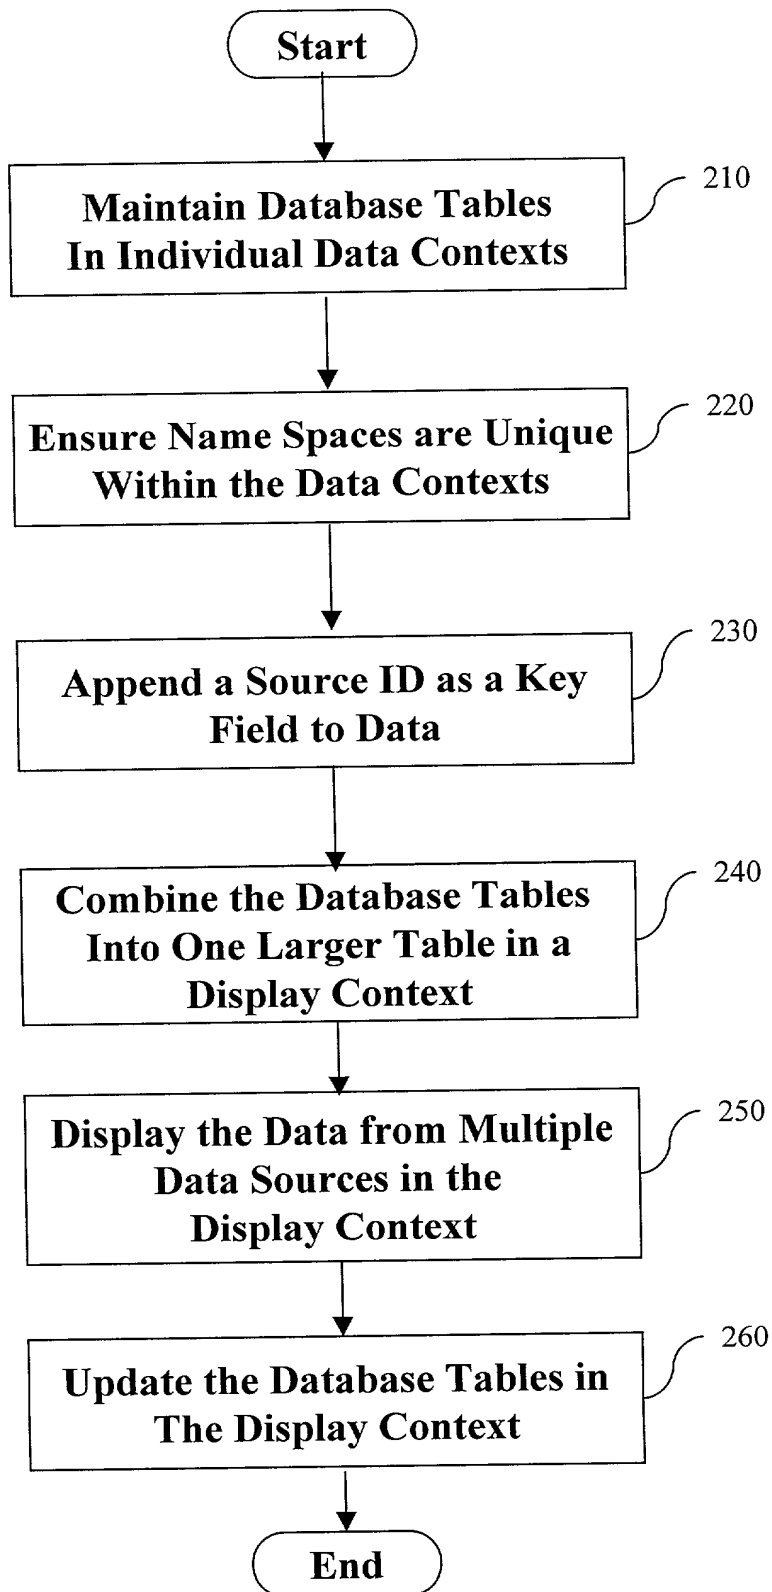 Start
Maintain Database Tables
In Individual Data Contexts
210
Ensure Name Spaces are Unique
Within the Data Contexts
220
Append a Source ID as a Key
Field to Data
230
Combine the Database Tables
Into One Larger Table in a
Display Context
240
Display the Data from Multiple
Data Sources in the
Display Context
250
Update the Database Tables in
The Display Context
260
End